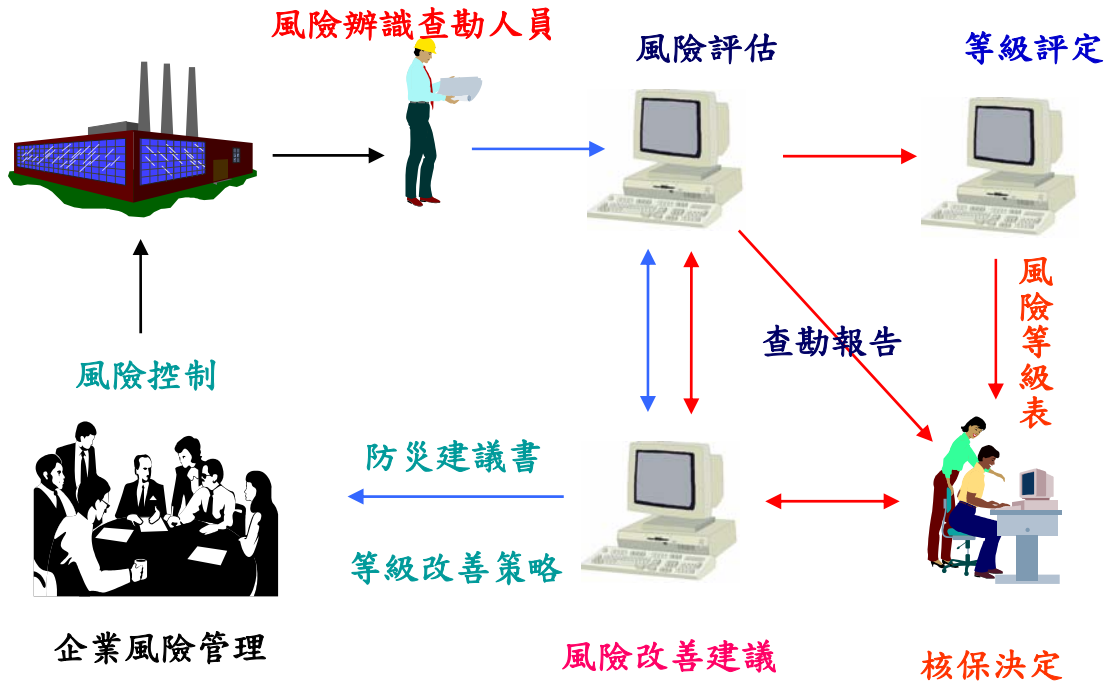 風險辦識查勘人員
風險評估
等級評定
風險等級表
查勘報告
風險控制
防災建議書
等級改善策略
企業風險管理
風險改善建議
核保決定